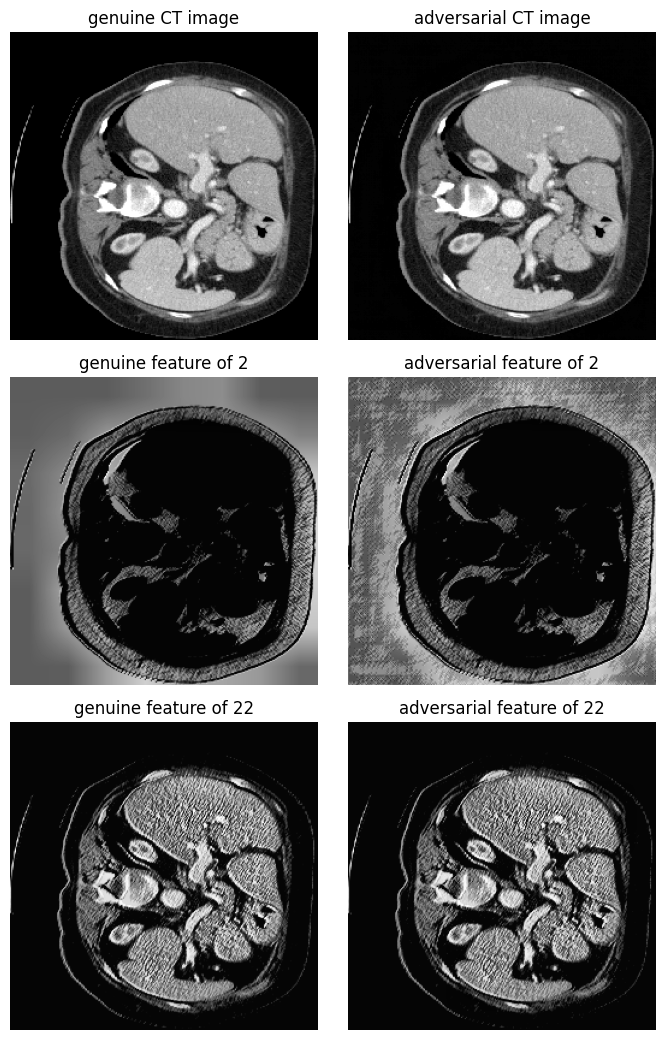 genuine CT image
adversarial CT image
genuine feature of 2
adversarial feature of 2
genuine feature of 22
adversarial feature of 22